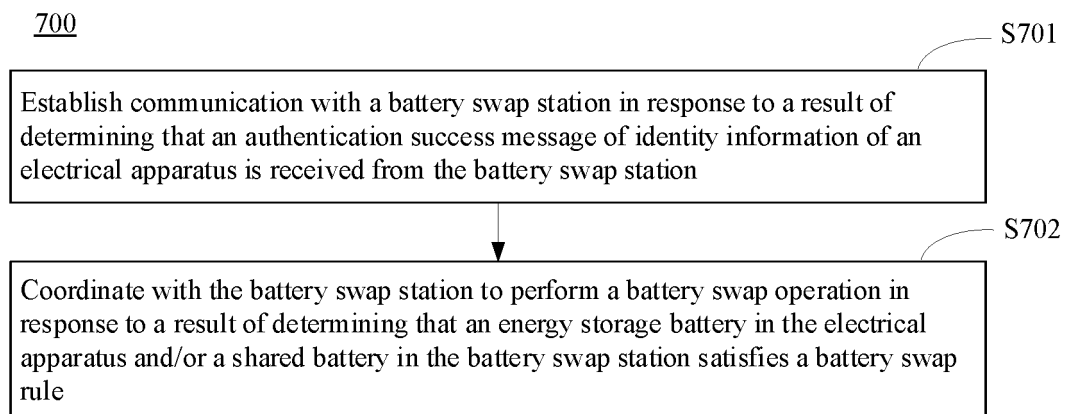 700
S701
Establish communication with a battery swap station in response to a result of
determining that an authentication success message of identity information of an
electrical apparatus is received from the battery swap station
S702
Coordinate with the battery swap station to perform a battery swap operation in
response to a result of determining that an energy storage battery in the electrical
apparatus and/or a shared battery in the battery swap station satisfies a battery swap
rule